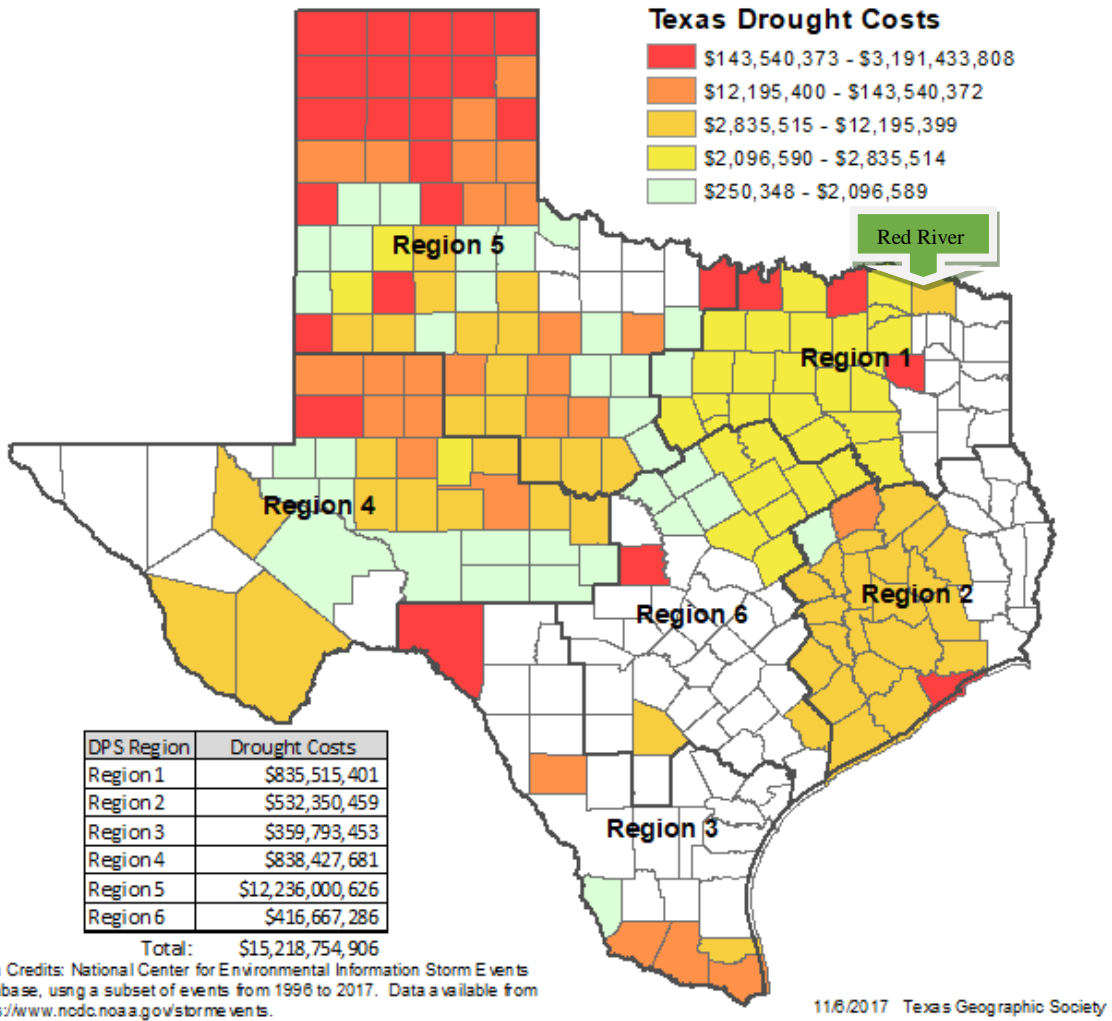 Texas Drought Costs
$143,540,373 - $3,191,433,808
$12,195,400 - $143,540,372
$2,835,515 - $12,195,399
$2,096,590 - $2,835,514
$250,348 - $2,096,589
Red River
Region 5
Region 1
Region 4
Region 2
Region 6
Region 3
DPS Region Drought Costs
Region 1 $835,515,401
Region 2 $532,350,459
Region 3 $359,793,453
Region 4 $838,427,681
Region 5 $12,236,000,626
Region 6 $416,667,286
Total: $15,218,754,906
Credits: National Center for Environmental Information Storm Events
base, usng a subset of events from 1996 to 2017. Data available from
s://www.ncdc.noaa.gov/stormevents.
11/6/2017 Texas Geographic Society